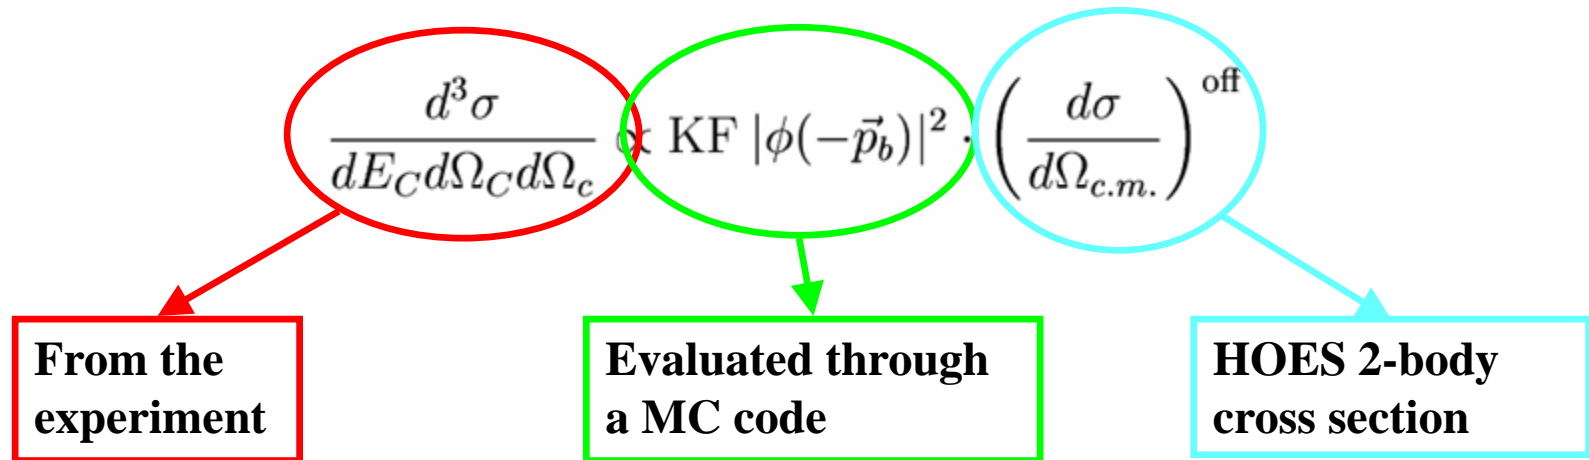 d³σ / dE_C dΩ_C dΩ_c ∝ KF |ϕ(−p⃗_b)|² · (dσ / dΩ_c.m.)^off
From the
experiment
Evaluated through
a MC code
HOES 2-body
cross section